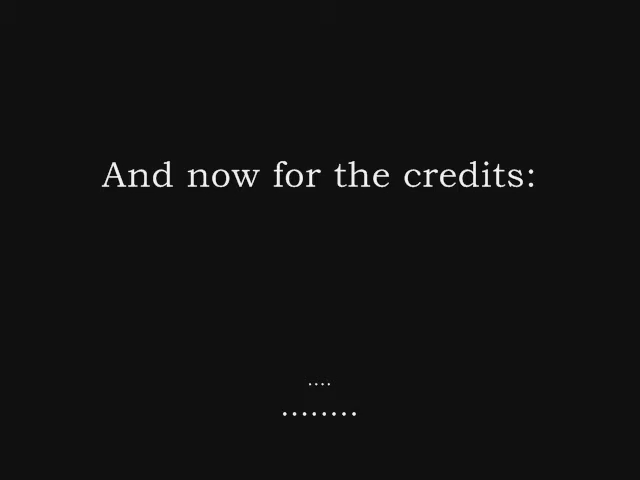 And now for the credits:
....
........